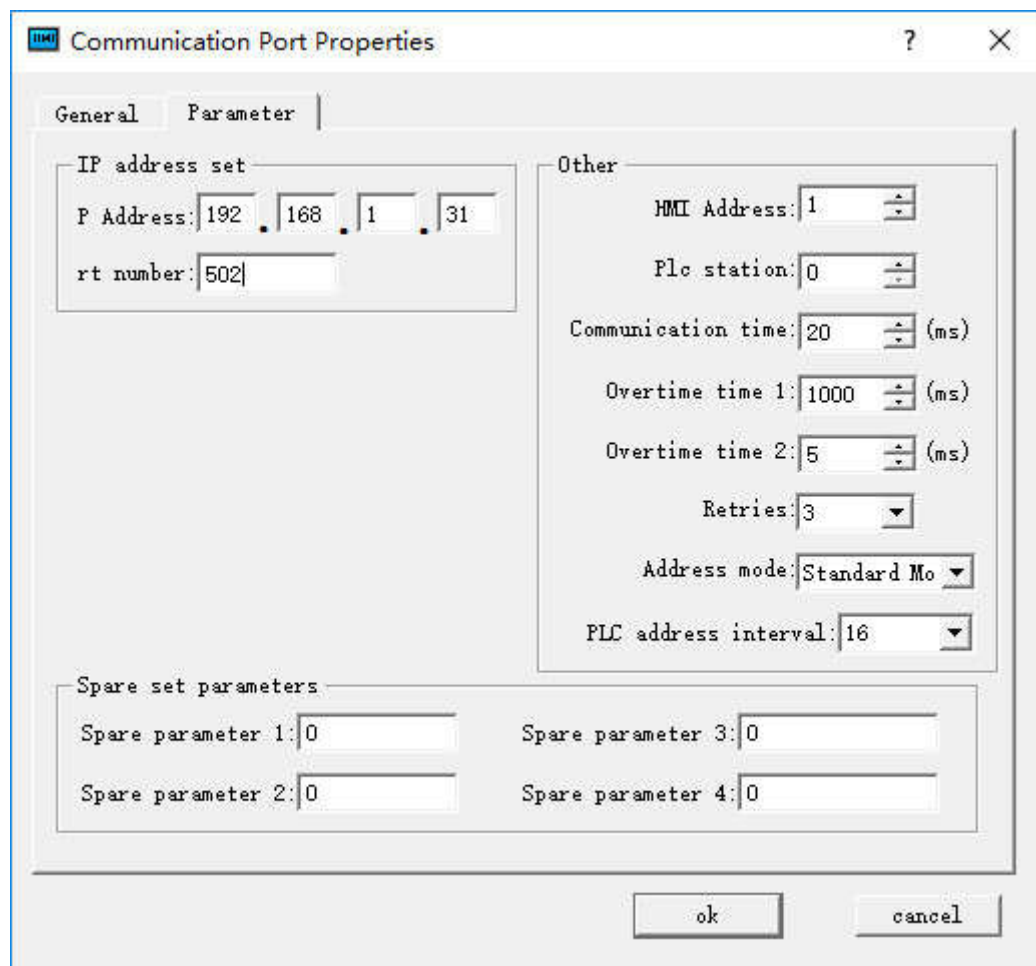 HMI Communication Port Properties ? ×
General Parameter
IP address set
P Address: 192 . 168 . 1 . 31
rt number: 502
Other
HMI Address: 1
Plc station: 0
Communication time: 20 (ms)
Overtime time 1: 1000 (ms)
Overtime time 2: 5 (ms)
Retries: 3
Address mode: Standard Mo
PLC address interval: 16
Spare set parameters
Spare parameter 1: 0 Spare parameter 3: 0
Spare parameter 2: 0 Spare parameter 4: 0
ok cancel